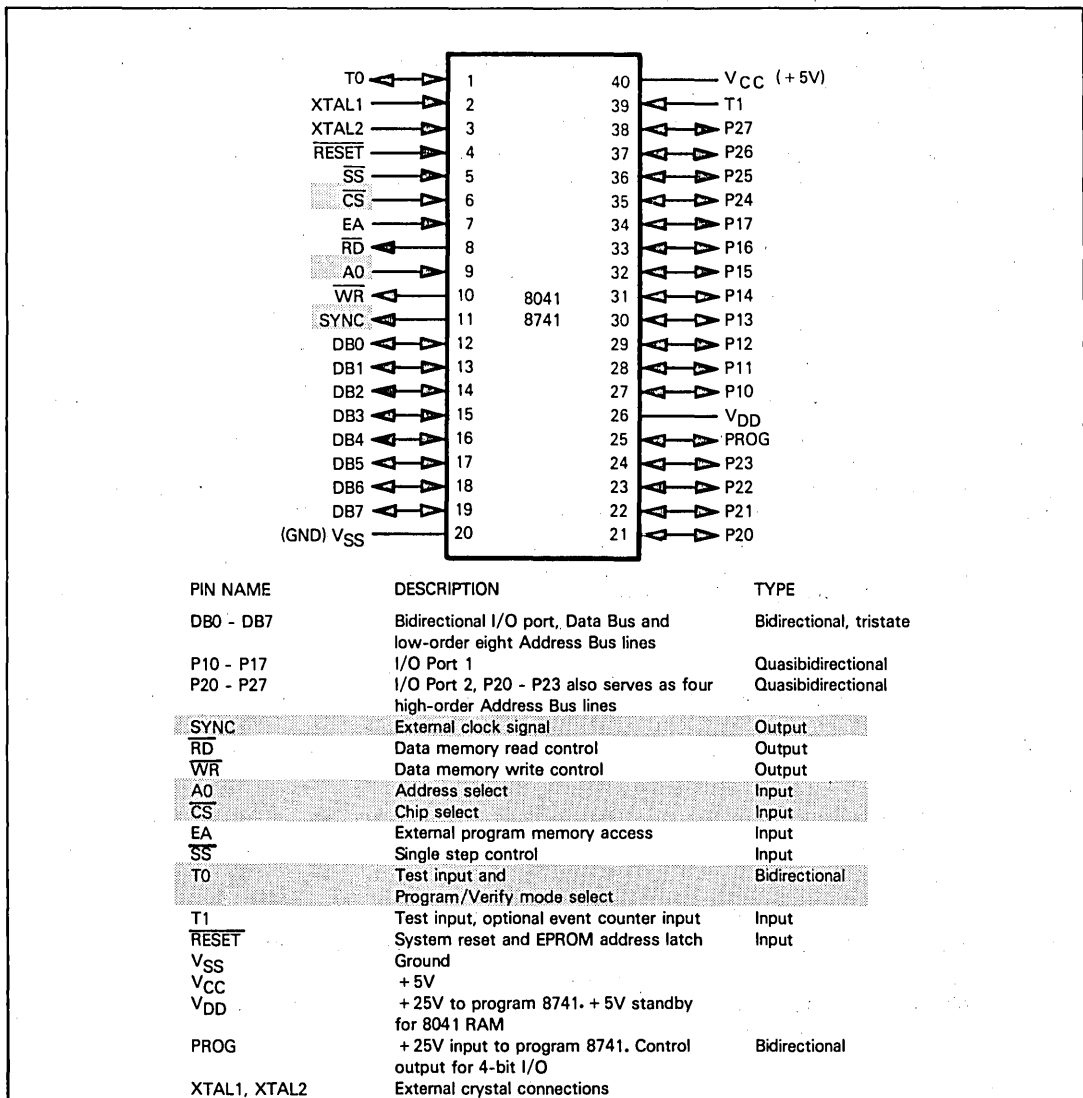 T0 1 40 VCC (+5V)
XTAL1 2 39 T1
XTAL2 3 38 P27
RESET 4 37 P26
SS 5 36 P25
CS 6 35 P24
EA 7 34 P17
RD 8 33 P16
A0 9 32 P15
WR 10 8041 31 P14
SYNC 11 8741 30 P13
DB0 12 29 P12
DB1 13 28 P11
DB2 14 27 P10
DB3 15 26 VDD
DB4 16 25 PROG
DB5 17 24 P23
DB6 18 23 P22
DB7 19 22 P21
(GND) VSS 20 21 P20
PIN NAME DESCRIPTION TYPE
DB0 - DB7 Bidirectional I/O port, Data Bus and Bidirectional, tristate
low-order eight Address Bus lines
P10 - P17 I/O Port 1 Quasibidirectional
P20 - P27 I/O Port 2, P20 - P23 also serves as four Quasibidirectional
high-order Address Bus lines
SYNC External clock signal Output
RD Data memory read control Output
WR Data memory write control Output
A0 Address select Input
CS Chip select Input
EA External program memory access Input
SS Single step control Input
T0 Test input and Bidirectional
Program/Verify mode select
T1 Test input, optional event counter input Input
RESET System reset and EPROM address latch Input
VSS Ground
VCC +5V
VDD +25V to program 8741. +5V standby
for 8041 RAM
PROG +25V input to program 8741. Control Bidirectional
output for 4-bit I/O
XTAL1, XTAL2 External crystal connections